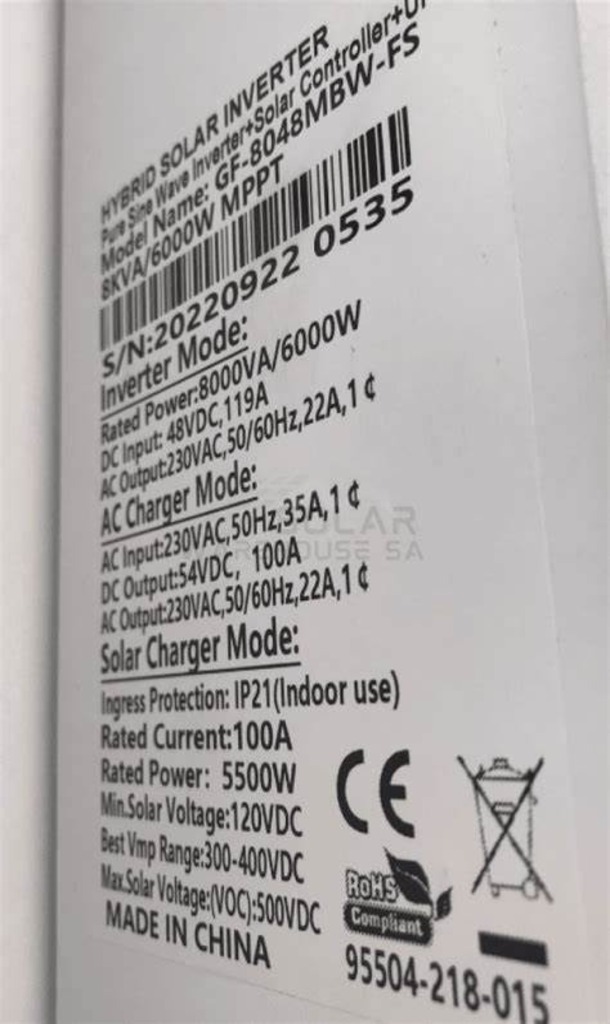 HYBRID SOLAR INVERTER
Pure Sine Wave Inverter+Solar Controller+
Model Name: GF-8048MBW-FS
8KVA/6000W MPPT
S/N:20220922 0535
Inverter Mode:
Rated Power:8000VA/6000W
DC Input: 48VDC,119A
AC Output:230VAC,50/60Hz,22A,1 ¢
AC Charger Mode:
AC Input:230VAC,50Hz,35A,1 ¢
DC Output:54VDC, 100A
AC Output:230VAC,50/60Hz,22A,1 ¢
Solar Charger Mode:
Ingress Protection: IP21(Indoor use)
Rated Current:100A
Rated Power: 5500W
Min.Solar Voltage:120VDC
Best Vmp Range:300-400VDC
Max.Solar Voltage:(VOC):500VDC
MADE IN CHINA
CE
RoHS
Compliant
95504-218-015
SOLAR
WAREHOUSE SA